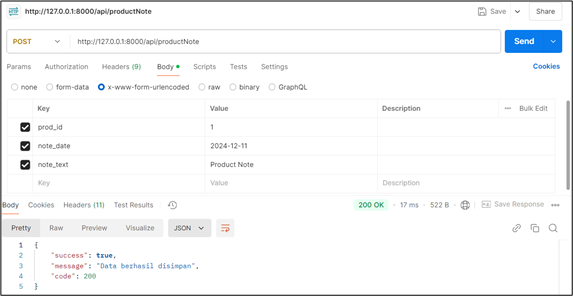 http://127.0.0.1:8000/api/productNote Save Share
POST http://127.0.0.1:8000/api/productNote Send
Params Authorization Headers (9) Body Scripts Tests Settings Cookies
none form-data x-www-form-urlencoded raw binary GraphQL
Key Value Description ... Bulk Edit
prod_id 1
note_date 2024-12-11
note_text Product Note
Key Value Description
Body Cookies Headers (11) Test Results 200 OK 17 ms 522 B Save Response ...
Pretty Raw Preview Visualize JSON
1 {
2 "success": true,
3 "message": "Data berhasil disimpan",
4 "code": 200
5 }